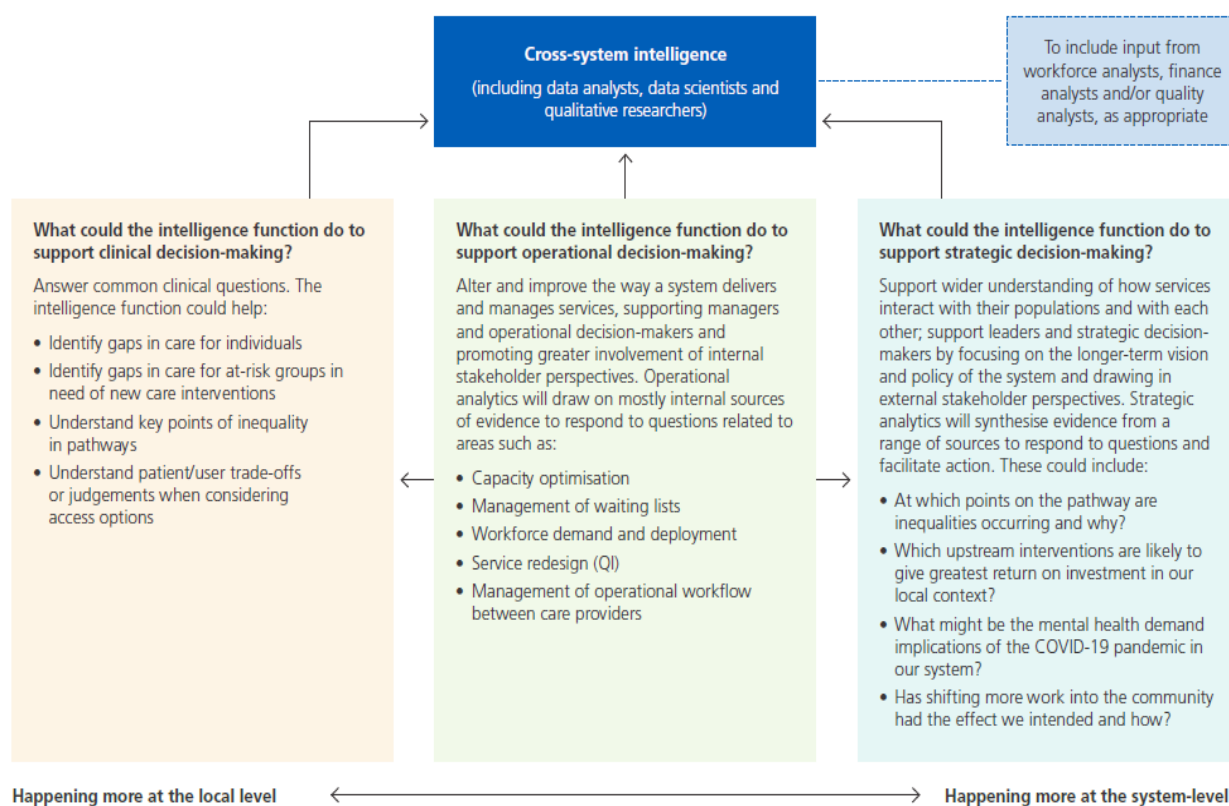 Cross-system intelligence
(including data analysts, data scientists and
qualitative researchers)
To include input from
workforce analysts, finance
analysts and/or quality
analysts, as appropriate
What could the intelligence function do to
support clinical decision-making?
Answer common clinical questions. The
intelligence function could help:
• Identify gaps in care for individuals
• Identify gaps in care for at-risk groups in
need of new care interventions
• Understand key points of inequality
in pathways
• Understand patient/user trade-offs
or judgements when considering
access options
What could the intelligence function do to
support operational decision-making?
Alter and improve the way a system delivers
and manages services, supporting managers
and operational decision-makers and
promoting greater involvement of internal
stakeholder perspectives. Operational
analytics will draw on mostly internal sources
of evidence to respond to questions related to
areas such as:
• Capacity optimisation
• Management of waiting lists
• Workforce demand and deployment
• Service redesign (QI)
• Management of operational workflow
between care providers
What could the intelligence function do to
support strategic decision-making?
Support wider understanding of how services
interact with their populations and with each
other; support leaders and strategic decision-
makers by focusing on the longer-term vision
and policy of the system and drawing in
external stakeholder perspectives. Strategic
analytics will synthesise evidence from a
range of sources to respond to questions and
facilitate action. These could include:
• At which points on the pathway are
inequalities occurring and why?
• Which upstream interventions are likely to
give greatest return on investment in our
local context?
• What might be the mental health demand
implications of the COVID-19 pandemic in
our system?
• Has shifting more work into the community
had the effect we intended and how?
Happening more at the local level
Happening more at the system-level